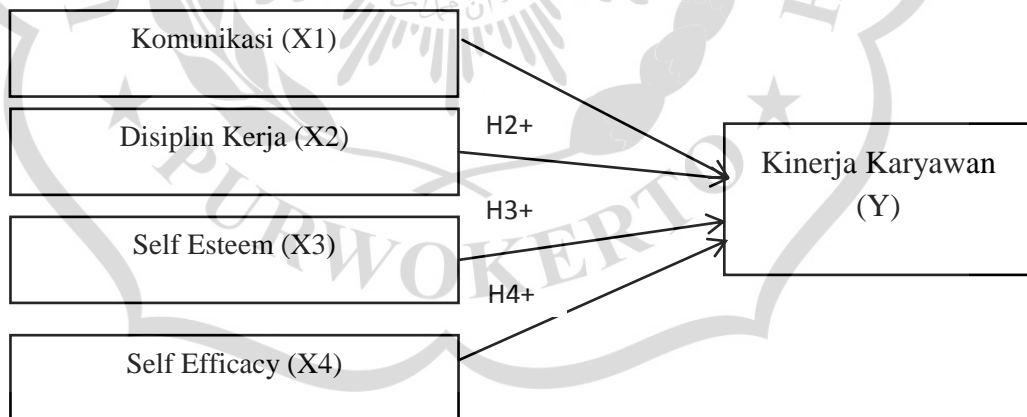 Komunikasi (X1)
Disiplin Kerja (X2)
H2+
Kinerja Karyawan
(Y)
H3+
Self Esteem (X3)
H4+
Self Efficacy (X4)
PURWOKERTO